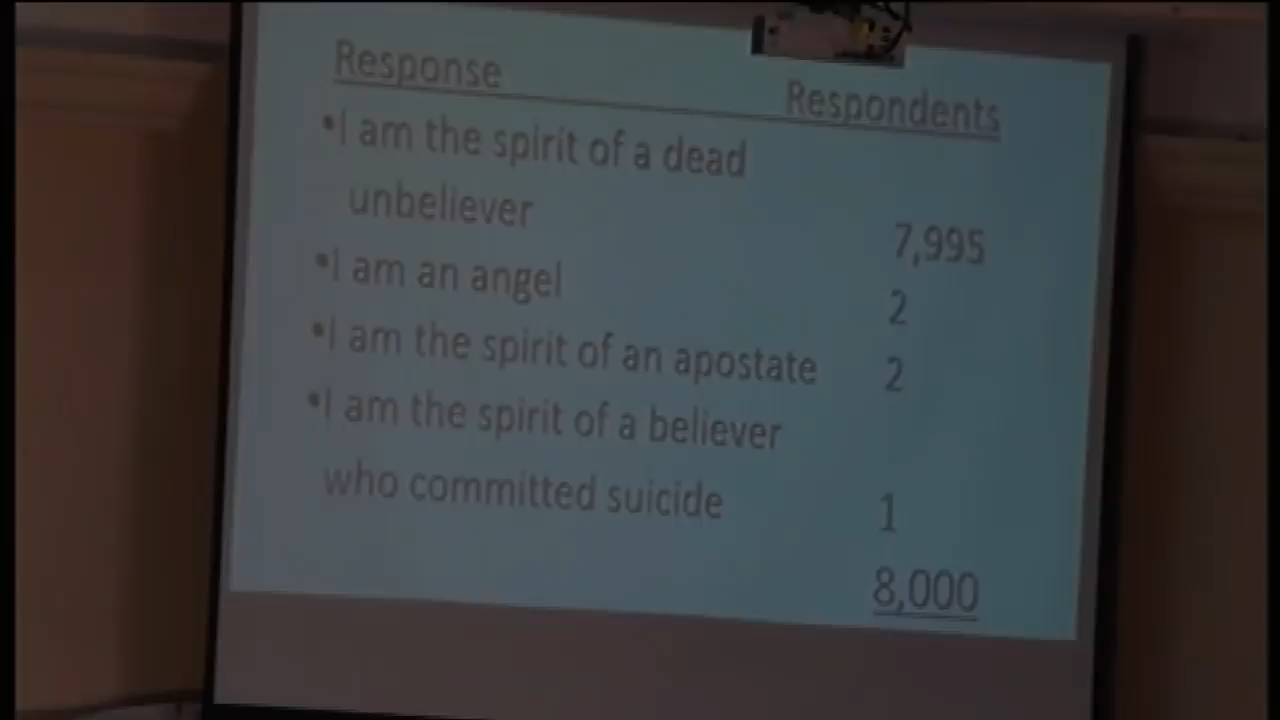 Response Respondents
•I am the spirit of a dead
unbeliever 7,995
•I am an angel 2
•I am the spirit of an apostate 2
•I am the spirit of a believer
who committed suicide 1
8,000